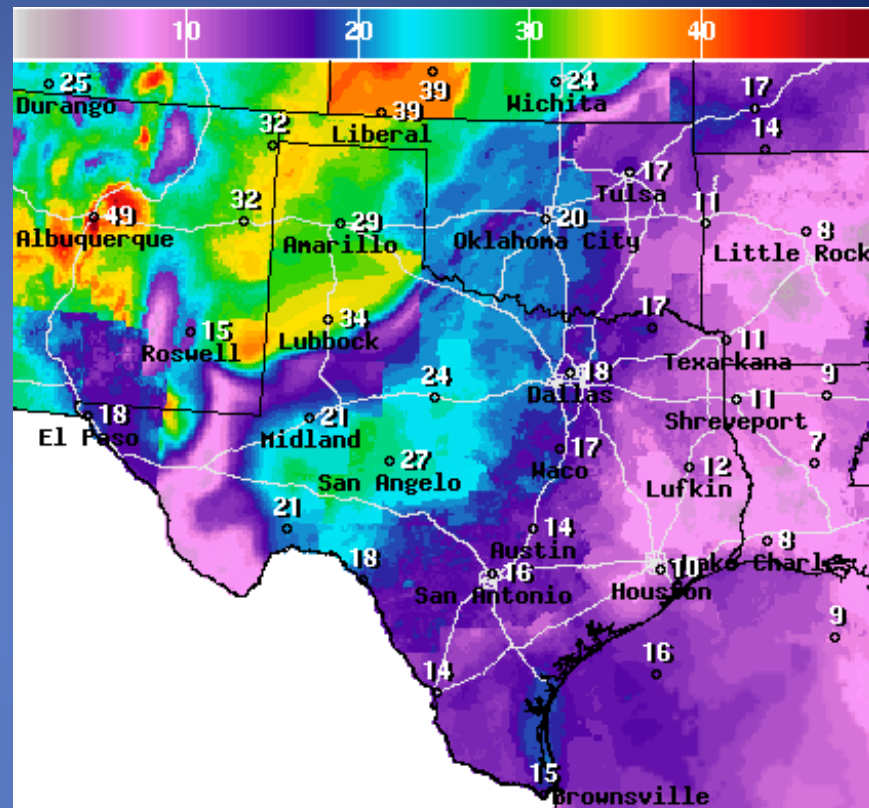 10 20 30 40
25
Durango
39
39
Liberal
24
Wichita
17
14
32
17
Tulsa
49
Albuquerque
32
29
Amarillo
20
Oklahoma City
11
8
Little Rock
15
Roswell
34
Lubbock
17
11
Texarkana
18
El Paso
21
Midland
24
18
Dallas
11
Shreveport
9
27
San Angelo
17
Waco
12
Lufkin
7
21
14
Austin
8
Lake Charl
18
16
San Antonio
10
Houston
9
14
16
15
Brownsville